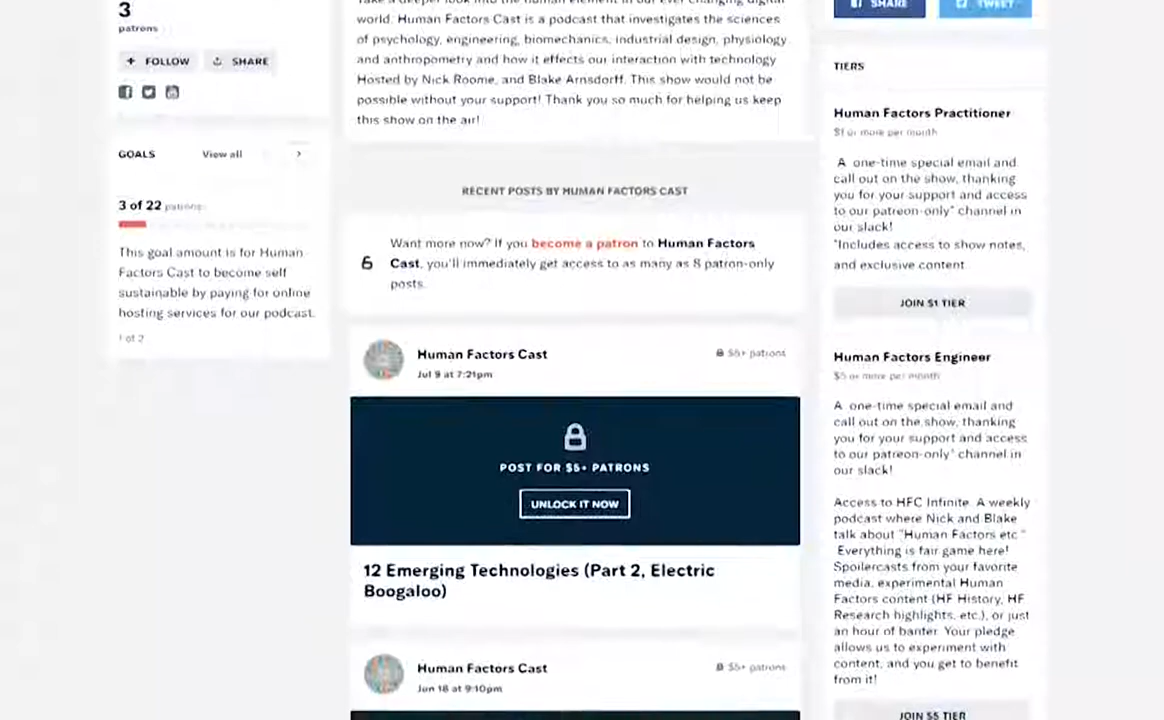 3
patrons
FOLLOW
SHARE
GOALS
View all
3 of 22 patrons
This goal amount is for Human
Factors Cast to become self
sustainable by paying for online
hosting services for our podcast.
1 of 2
Take a deeper look into the human element in our ever changing digital
world. Human Factors Cast is a podcast that investigates the sciences
of psychology, engineering, biomechanics, industrial design, physiology
and anthropometry and how it effects our interaction with technology
Hosted by Nick Roome, and Blake Arnsdorff. This show would not be
possible without your support! Thank you so much for helping us keep
this show on the air!
RECENT POSTS BY HUMAN FACTORS CAST
Want more now? If you become a patron to Human Factors
Cast, you'll immediately get access to as many as 8 patron-only
posts.
Human Factors Cast
$5+ patrons
Jul 9 at 7:21pm
POST FOR $5+ PATRONS
UNLOCK IT NOW
12 Emerging Technologies (Part 2, Electric
Boogaloo)
Human Factors Cast
$5+ patrons
Jun 18 at 9:10pm
SHARE
TWEET
TIERS
Human Factors Practitioner
$1 or more per month
A one-time special email and
call out on the show, thanking
you for your support and access
to our patreon-only* channel in
our slack!
*Includes access to show notes,
and exclusive content.
JOIN $1 TIER
Human Factors Engineer
$5 or more per month
A one-time special email and
call out on the show, thanking
you for your support and access
to our patreon-only* channel in
our slack!
Access to HFC Infinite. A weekly
podcast where Nick and Blake
talk about "Human Factors etc."
Everything is fair game here!
Spoilercasts from your favorite
media, experimental Human
Factors content (HF History, HF
Research highlights, etc.), or just
an hour of banter. Your pledge
allows us to experiment with
content, and you get to benefit
from it!
JOIN $5 TIER